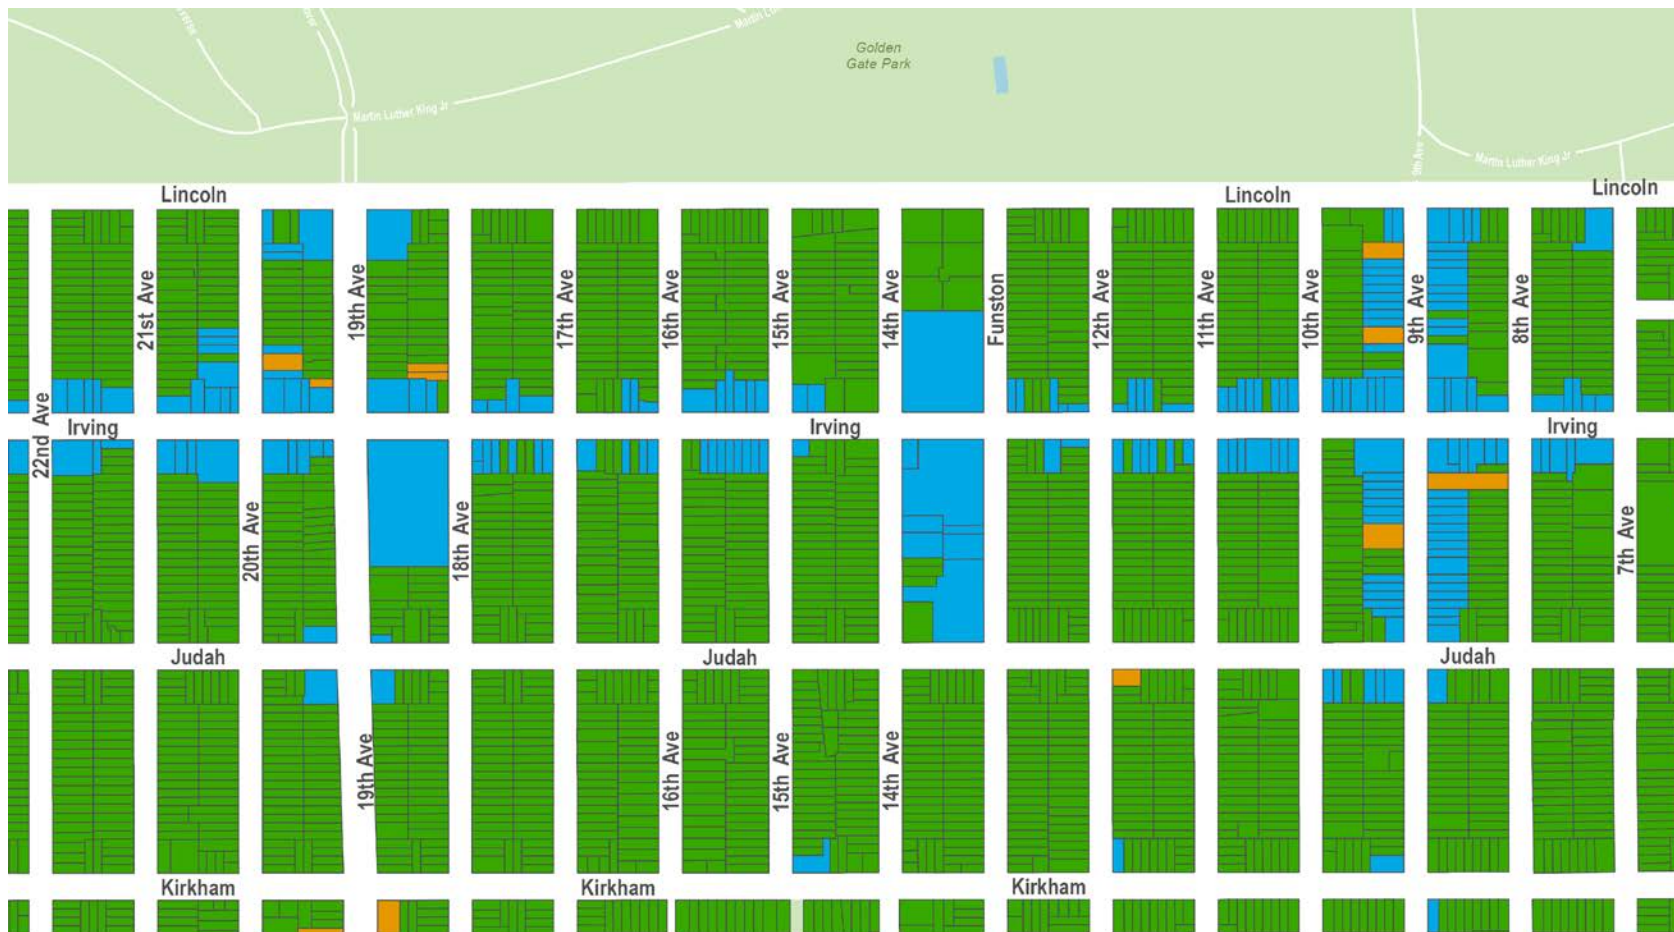 Martin Luther King Jr
Golden
Gate Park
9th Ave
Martin Luther King Jr
Lincoln
Lincoln
Lincoln
21st Ave
19th Ave
17th Ave
16th Ave
15th Ave
14th Ave
Funston
12th Ave
11th Ave
10th Ave
9th Ave
8th Ave
22nd Ave
Irving
Irving
Irving
20th Ave
18th Ave
7th Ave
Judah
Judah
Judah
19th Ave
16th Ave
15th Ave
14th Ave
Kirkham
Kirkham
Kirkham